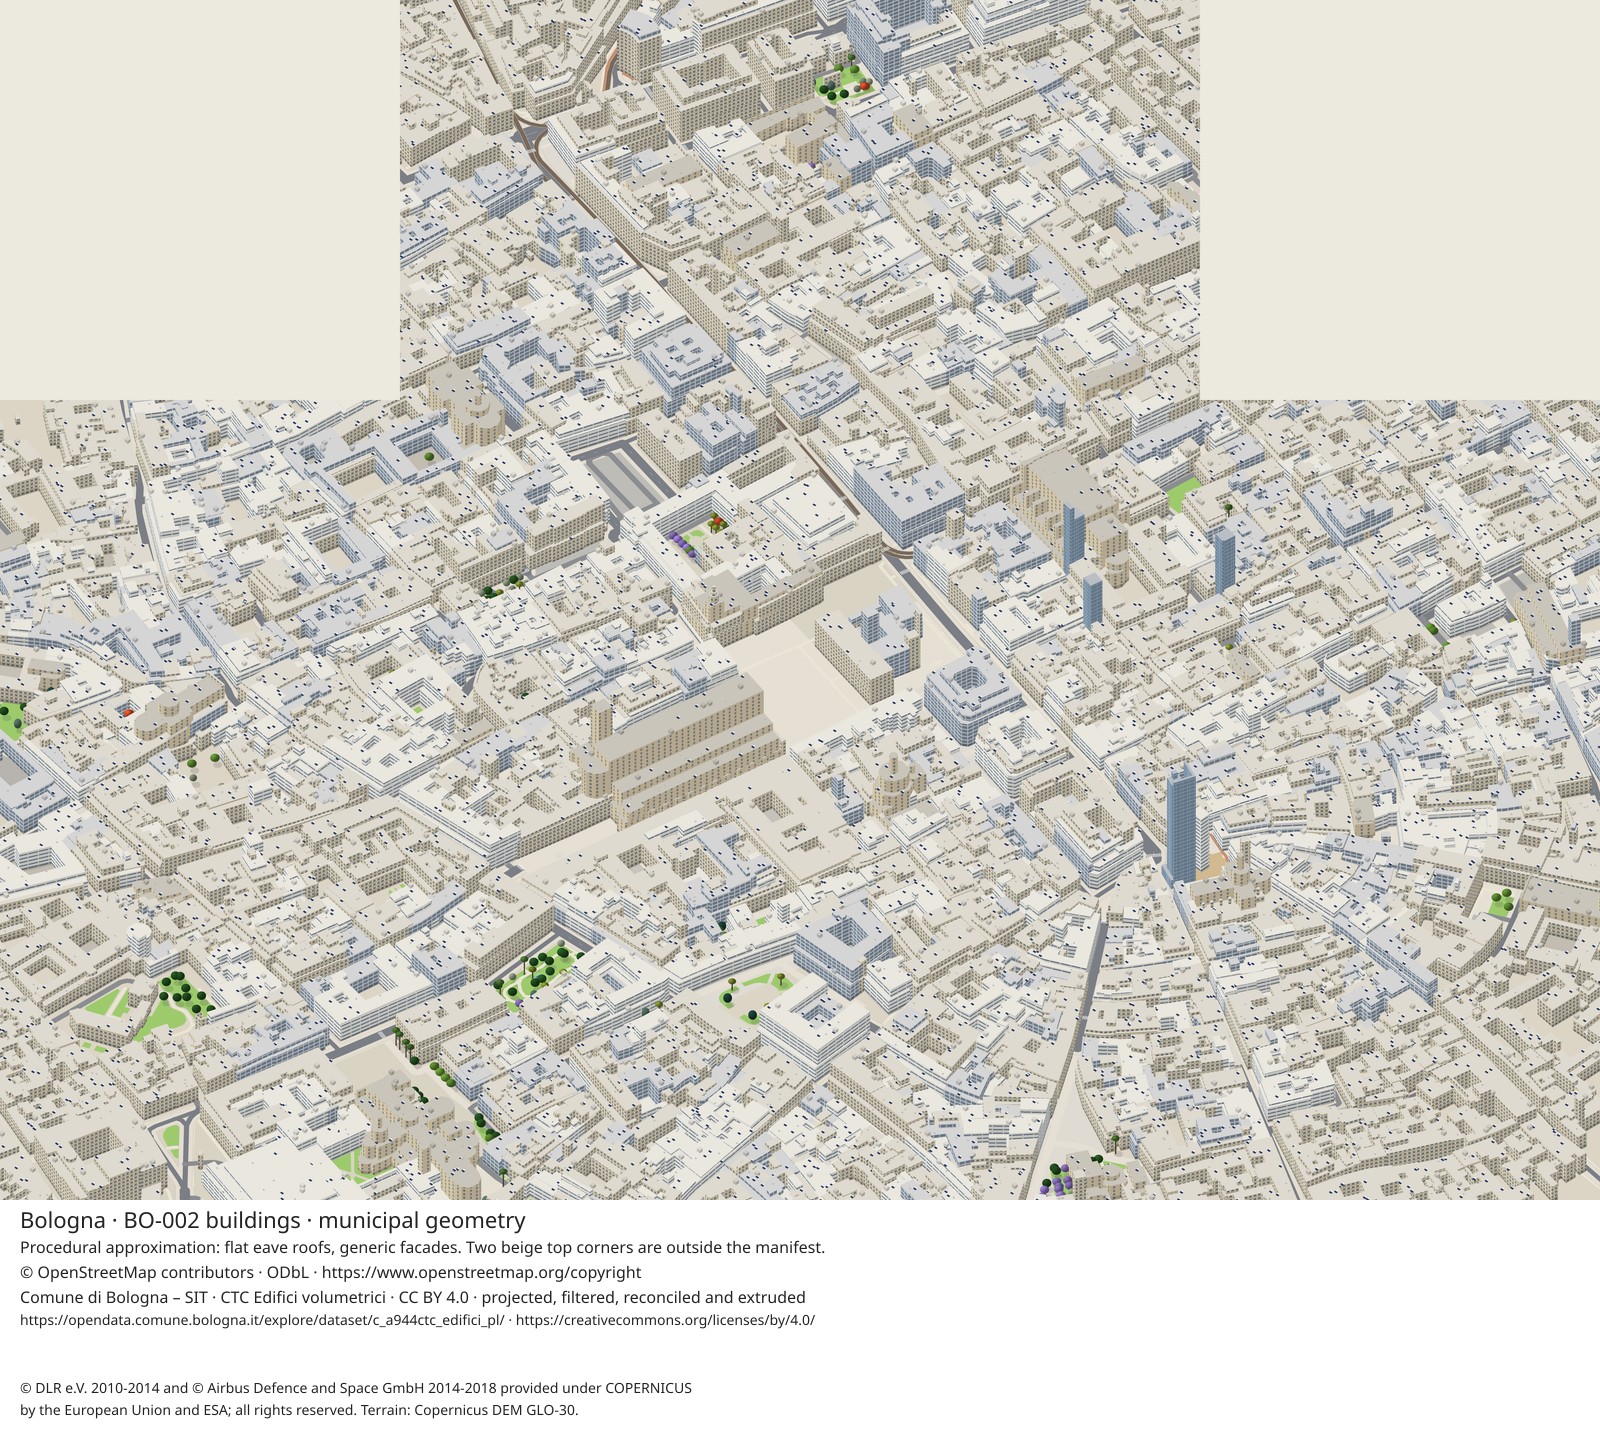 Bologna · BO-002 buildings · municipal geometry
Procedural approximation: flat eave roofs, generic facades. Two beige top corners are outside the manifest.
© OpenStreetMap contributors · ODbL · https://www.openstreetmap.org/copyright
Comune di Bologna – SIT · CTC Edifici volumetrici · CC BY 4.0 · projected, filtered, reconciled and extruded
https://opendata.comune.bologna.it/explore/dataset/c_a944ctc_edifici_pl/ · https://creativecommons.org/licenses/by/4.0/
© DLR e.V. 2010-2014 and © Airbus Defence and Space GmbH 2014-2018 provided under COPERNICUS
by the European Union and ESA; all rights reserved. Terrain: Copernicus DEM GLO-30.